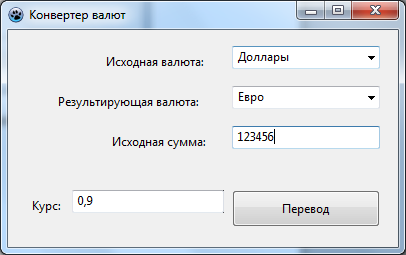 Конвертер валют
Исходная валюта: Доллары
Результирующая валюта: Евро
Исходная сумма: 123456
Курс: 0,9 Перевод